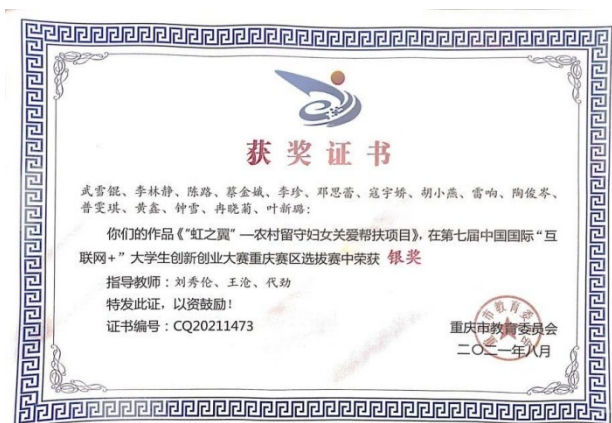 获奖证书
武雪锟、李林静、陈路、蔡金娥、李珍、邓思蕾、寇宇娇、胡小燕、雷响、陶俊岑、
普雯琪、黄鑫、钟雪、冉晓菊、叶新璐：
你们的作品《“虹之翼”—农村留守妇女关爱帮扶项目》，在第七届中国国际“互
联网+”大学生创新创业大赛重庆赛区选拔赛中荣获 银奖
指导教师：刘秀伦、王沧、代劲
特发此证，以资鼓励！
证书编号：CQ20211473
重庆市教育委员会
二〇二一年八月